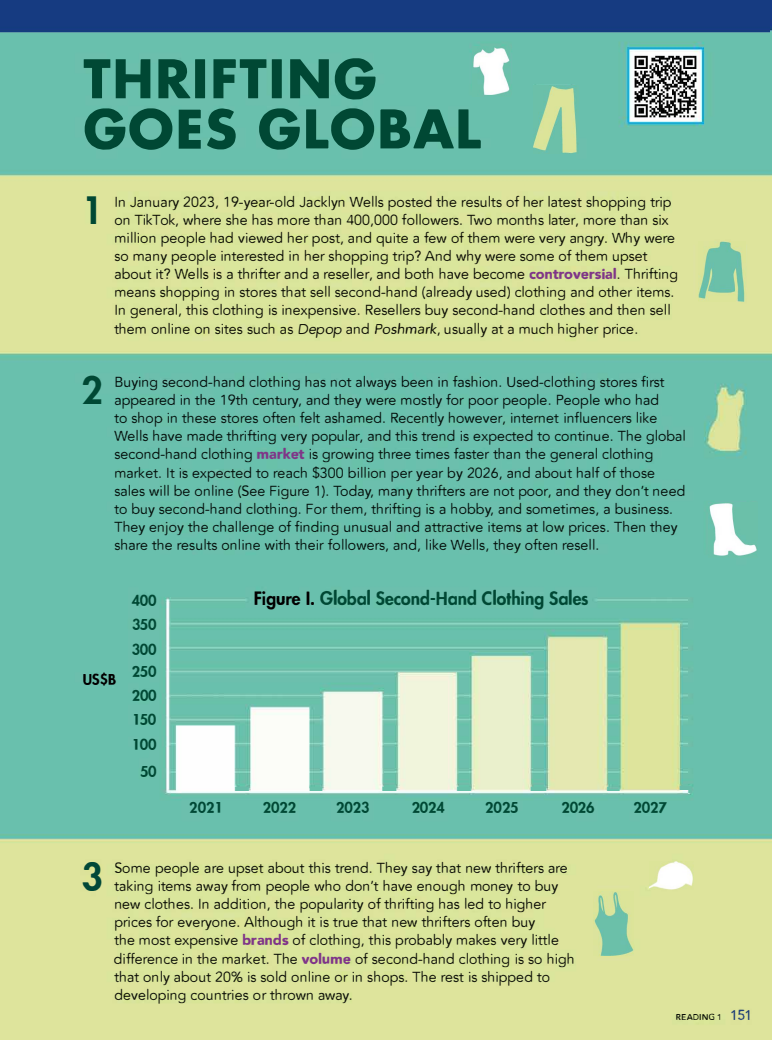 THRIFTING
GOES GLOBAL
1
In January 2023, 19-year-old Jacklyn Wells posted the results of her latest shopping trip
on TikTok, where she has more than 400,000 followers. Two months later, more than six
million people had viewed her post, and quite a few of them were very angry. Why were
so many people interested in her shopping trip? And why were some of them upset
about it? Wells is a thrifter and a reseller, and both have become controversial. Thrifting
means shopping in stores that sell second-hand (already used) clothing and other items.
In general, this clothing is inexpensive. Resellers buy second-hand clothes and then sell
them online on sites such as Depop and Poshmark, usually at a much higher price.
2
Buying second-hand clothing has not always been in fashion. Used-clothing stores first
appeared in the 19th century, and they were mostly for poor people. People who had
to shop in these stores often felt ashamed. Recently however, internet influencers like
Wells have made thrifting very popular, and this trend is expected to continue. The global
second-hand clothing market is growing three times faster than the general clothing
market. It is expected to reach $300 billion per year by 2026, and about half of those
sales will be online (See Figure 1). Today, many thrifters are not poor, and they don't need
to buy second-hand clothing. For them, thrifting is a hobby, and sometimes, a business.
They enjoy the challenge of finding unusual and attractive items at low prices. Then they
share the results online with their followers, and, like Wells, they often resell.
Figure I. Global Second-Hand Clothing Sales
400
350
300
250
US$B
200
150
100
50
2021 2022 2023 2024 2025 2026 2027
3
Some people are upset about this trend. They say that new thrifters are
taking items away from people who don't have enough money to buy
new clothes. In addition, the popularity of thrifting has led to higher
prices for everyone. Although it is true that new thrifters often buy
the most expensive brands of clothing, this probably makes very little
difference in the market. The volume of second-hand clothing is so high
that only about 20% is sold online or in shops. The rest is shipped to
developing countries or thrown away.
READING 1 151